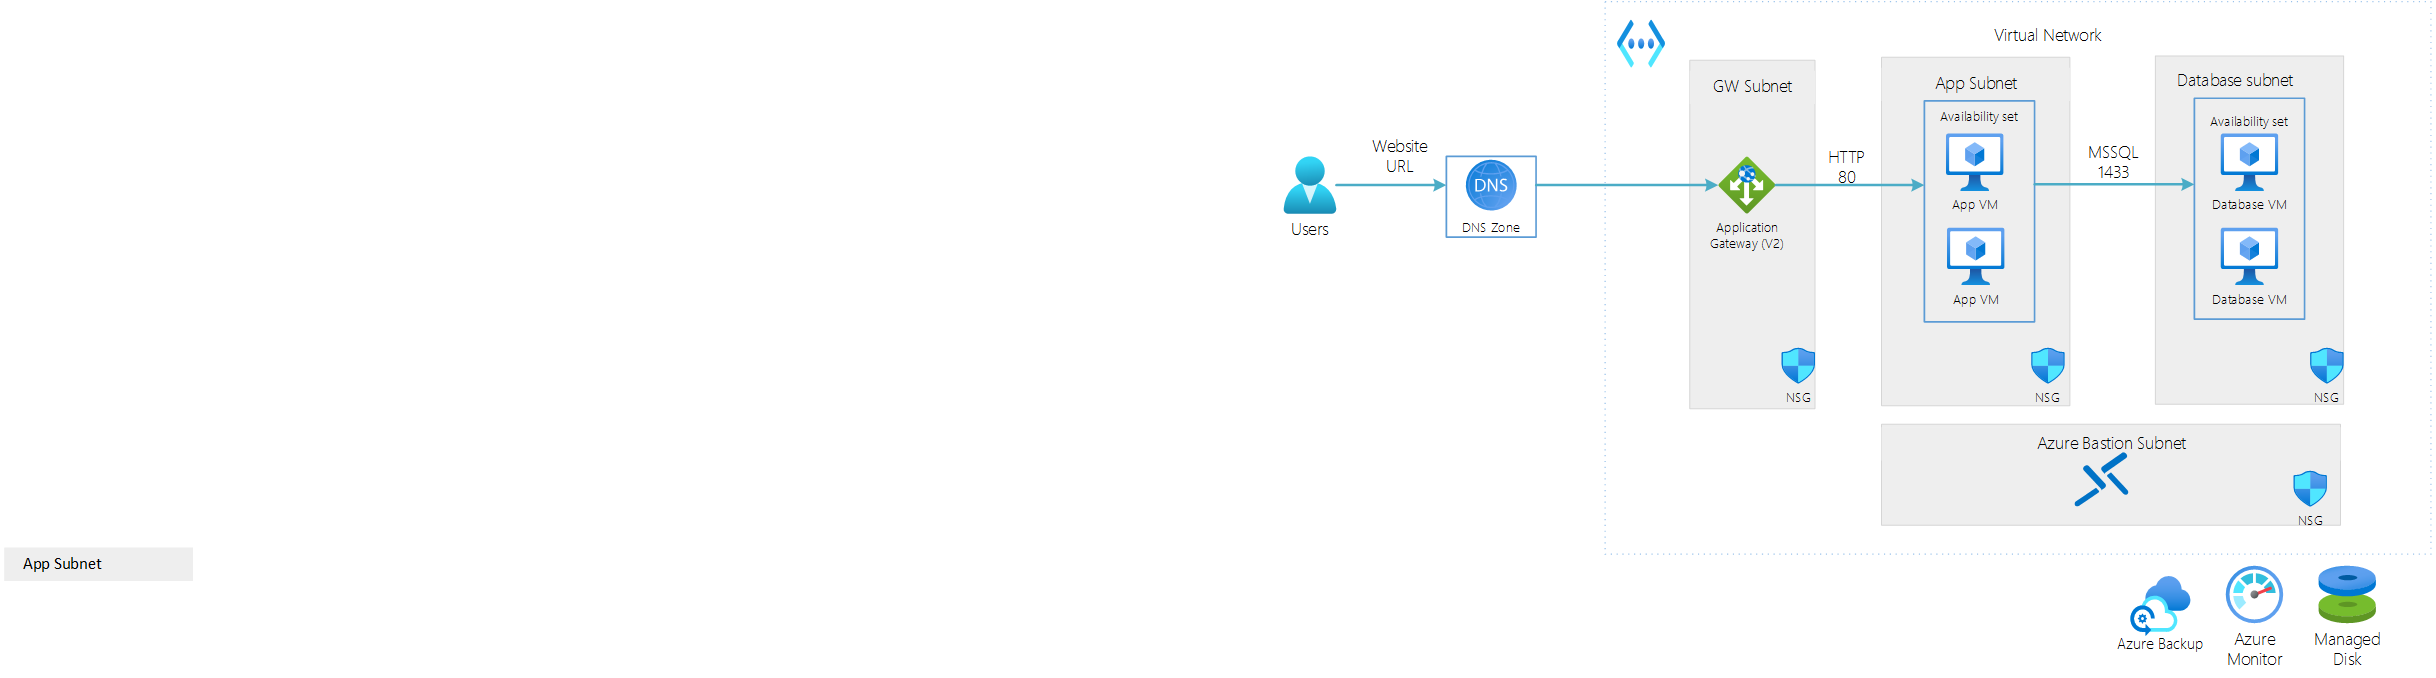 Virtual Network
GW Subnet
App Subnet
Database subnet
Availability set
Availability set
Website
URL
HTTP
80
MSSQL
1433
DNS
DNS Zone
Users
Application
Gateway (V2)
App VM
Database VM
App VM
Database VM
NSG
NSG
NSG
Azure Bastion Subnet
NSG
App Subnet
Azure Backup
Azure
Monitor
Managed
Disk